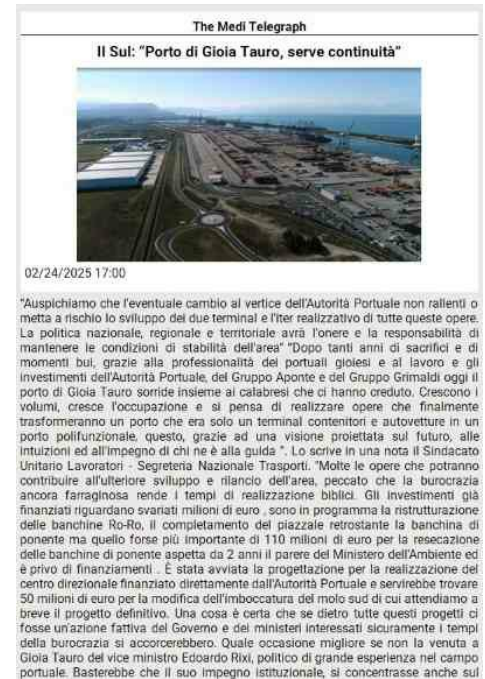 The Medi Telegraph
Il Sul: “Porto di Gioia Tauro, serve continuità”
02/24/2025 17:00
“Auspichiamo che l’eventuale cambio al vertice dell’Autorità Portuale non rallenti o
metta a rischio lo sviluppo dei due terminal e l’iter realizzativo di tutte queste opere.
La politica nazionale, regionale e territoriale avrà l’onere e la responsabilità di
mantenere le condizioni di stabilità dell’area” “Dopo tanti anni di sacrifici e di
momenti bui, grazie alla professionalità dei portuali gioiesi e al lavoro e gli
investimenti dell’Autorità Portuale, del Gruppo Aponte e del Gruppo Grimaldi oggi il
porto di Gioia Tauro sorride insieme ai calabresi che ci hanno creduto. Crescono i
volumi, cresce l’occupazione e si pensa di realizzare opere che finalmente
trasformeranno un porto che era solo un terminal contenitori e autovetture in un
porto polifunzionale, questo, grazie ad una visione proiettata sul futuro, alle
intuizioni ed all’impegno di chi ne è alla guida ”. Lo scrive in una nota il Sindacato
Unitario Lavoratori - Segreteria Nazionale Trasporti. “Molte le opere che potranno
contribuire all’ulteriore sviluppo e rilancio dell’area, peccato che la burocrazia
ancora farraginosa rende i tempi di realizzazione biblici. Gli investimenti già
finanziati riguardano svariati milioni di euro , sono in programma la ristrutturazione
delle banchine Ro-Ro, il completamento del piazzale retrostante la banchina di
ponente ma quello forse più importante di 110 milioni di euro per la resecazione
delle banchine di ponente aspetta da 2 anni il parere del Ministero dell’Ambiente ed
è privo di finanziamenti . È stata avviata la progettazione per la realizzazione del
centro direzionale finanziato direttamente dall’Autorità Portuale e servirebbe trovare
50 milioni di euro per la modifica dell’imboccatura del molo sud di cui attendiamo a
breve il progetto definitivo. Una cosa è certa che se dietro tutte questi progetti ci
fosse un’azione fattiva del Governo e dei ministeri interessati sicuramente i tempi
della burocrazia si accorcerebbero. Quale occasione migliore se non la venuta a
Gioia Tauro del vice ministro Edoardo Rixi, politico di grande esperienza nel campo
portuale. Basterebbe che il suo impegno istituzionale, si concentrasse anche sul